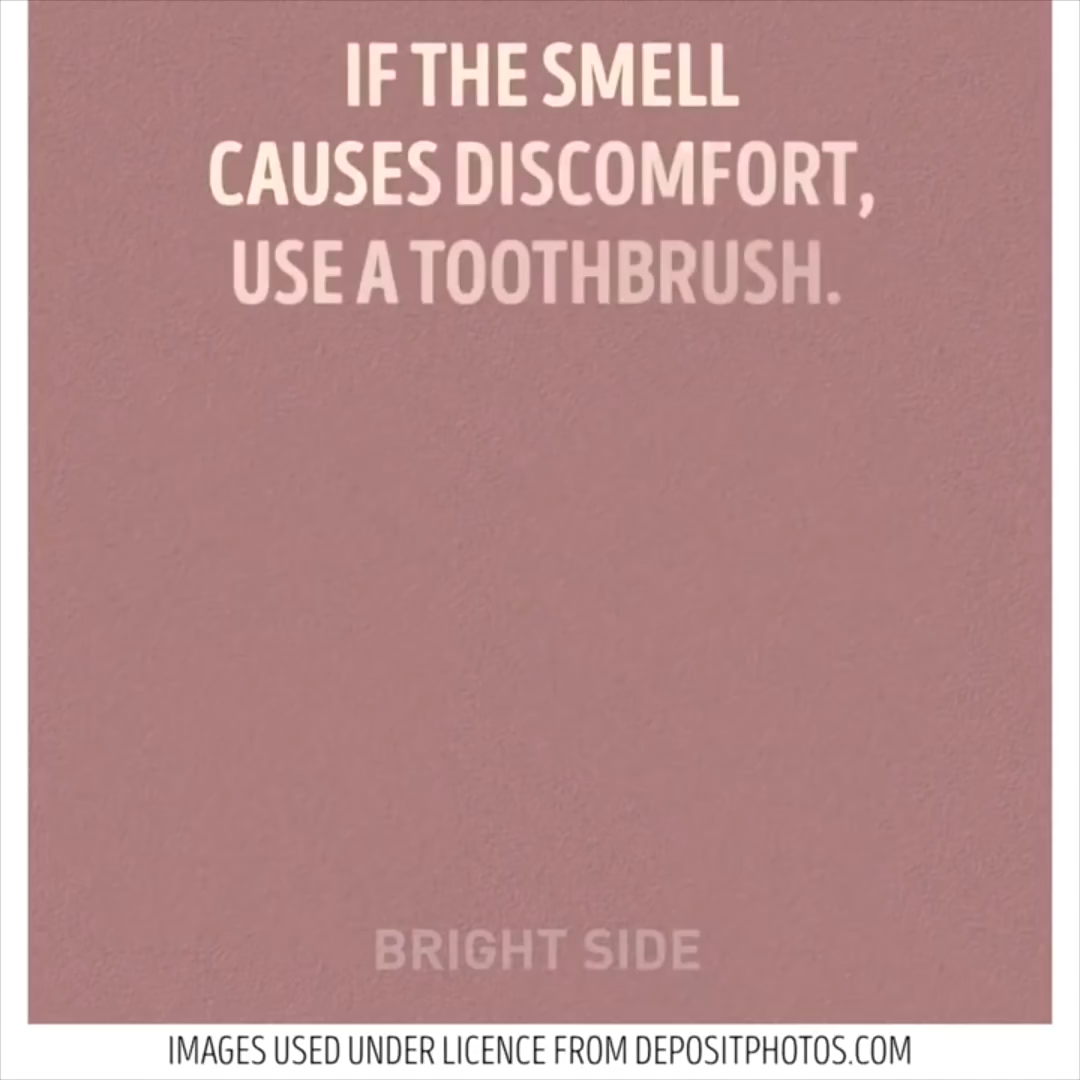 IF THE SMELL
CAUSES DISCOMFORT,
USE A TOOTHBRUSH.
BRIGHT SIDE
IMAGES USED UNDER LICENCE FROM DEPOSITPHOTOS.COM